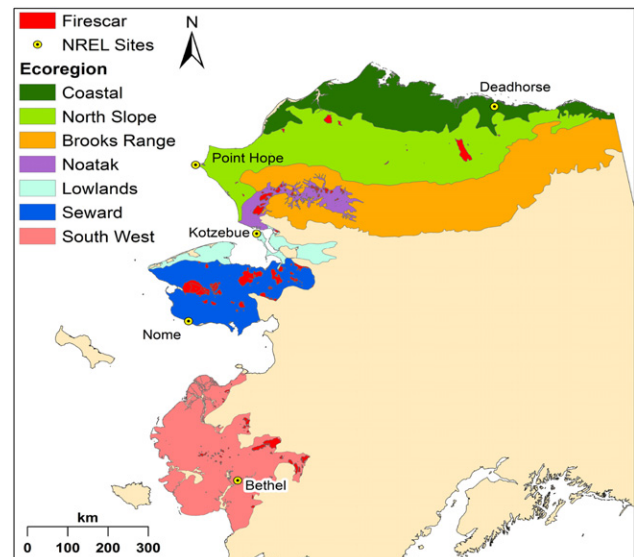 Firescar
NREL Sites
Ecoregion
Coastal
North Slope
Brooks Range
Noatak
Lowlands
Seward
South West
N
Deadhorse
Point Hope
Kotzebue
Nome
Bethel
km
0 100 200 300